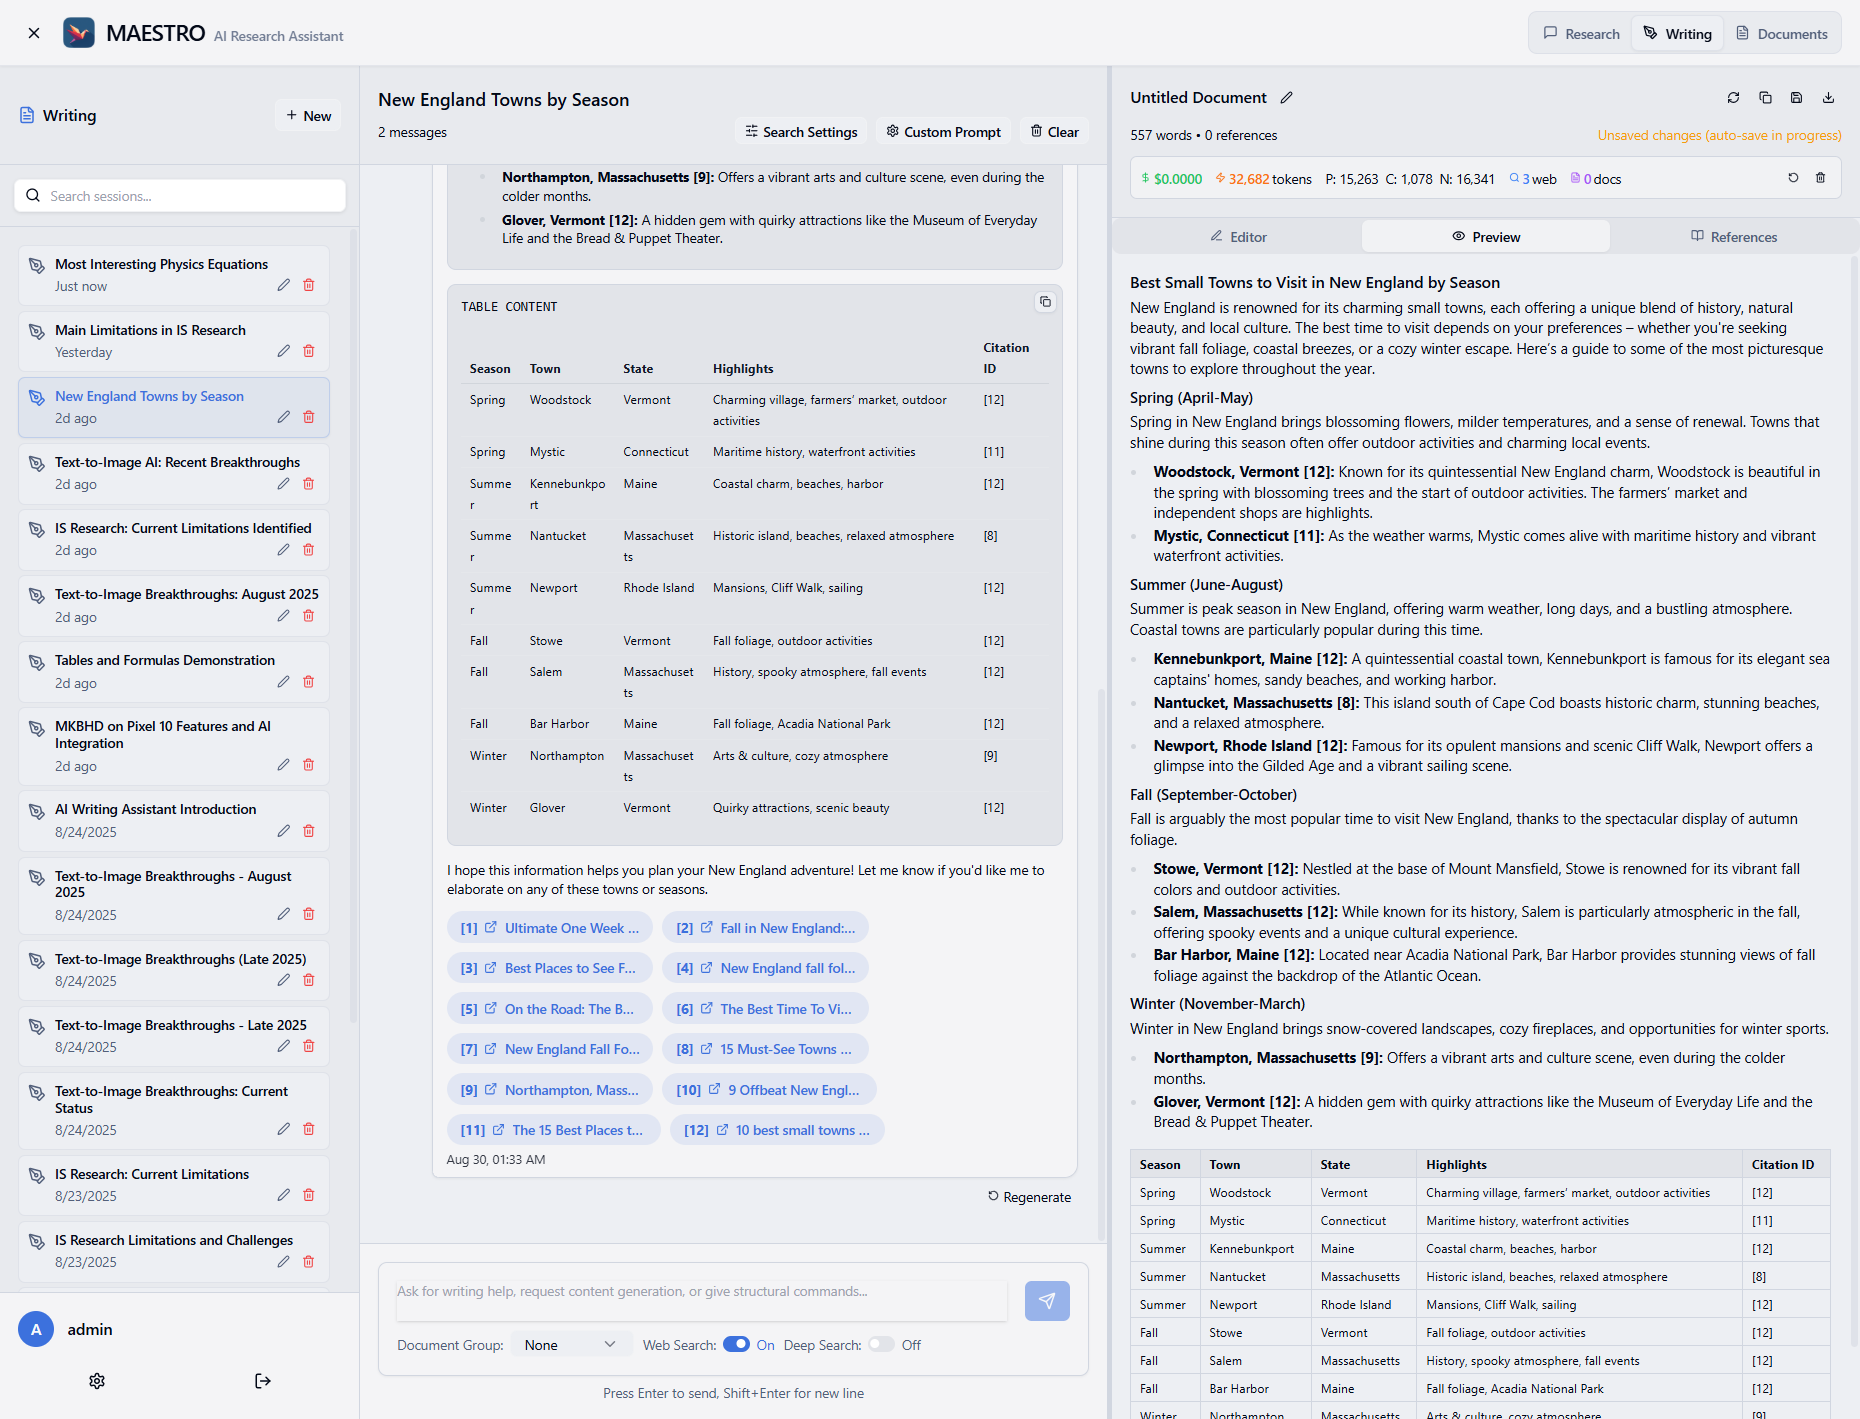 MAESTRO AI Research Assistant
Research
Writing
Documents
Writing
New
Search sessions...
Most Interesting Physics Equations
Just now
Main Limitations in IS Research
Yesterday
New England Towns by Season
2d ago
Text-to-Image AI: Recent Breakthroughs
2d ago
IS Research: Current Limitations Identified
2d ago
Text-to-Image Breakthroughs: August 2025
2d ago
Tables and Formulas Demonstration
2d ago
MKBHD on Pixel 10 Features and AI
Integration
2d ago
AI Writing Assistant Introduction
8/24/2025
Text-to-Image Breakthroughs - August
2025
8/24/2025
Text-to-Image Breakthroughs (Late 2025)
8/24/2025
Text-to-Image Breakthroughs - Late 2025
8/24/2025
Text-to-Image Breakthroughs: Current
Status
8/24/2025
IS Research: Current Limitations
8/23/2025
IS Research Limitations and Challenges
8/23/2025
A admin
New England Towns by Season
2 messages
Search Settings
Custom Prompt
Clear
Northampton, Massachusetts [9]: Offers a vibrant arts and culture scene, even during the
colder months.
Glover, Vermont [12]: A hidden gem with quirky attractions like the Museum of Everyday
Life and the Bread & Puppet Theater.
TABLE CONTENT
Citation
Season Town State Highlights ID
Spring Woodstock Vermont Charming village, farmers' market, outdoor [12]
activities
Spring Mystic Connecticut Maritime history, waterfront activities [11]
Summe Kennebunkpo Maine Coastal charm, beaches, harbor [12]
r rt
Summe Nantucket Massachuset Historic island, beaches, relaxed atmosphere [8]
r ts
Summe Newport Rhode Island Mansions, Cliff Walk, sailing [12]
r
Fall Stowe Vermont Fall foliage, outdoor activities [12]
Fall Salem Massachuset History, spooky atmosphere, fall events [12]
ts
Fall Bar Harbor Maine Fall foliage, Acadia National Park [12]
Winter Northampton Massachuset Arts & culture, cozy atmosphere [9]
ts
Winter Glover Vermont Quirky attractions, scenic beauty [12]
I hope this information helps you plan your New England adventure! Let me know if you'd like me to
elaborate on any of these towns or seasons.
[1] Ultimate One Week ... [2] Fall in New England:...
[3] Best Places to See F... [4] New England fall fol...
[5] On the Road: The B... [6] The Best Time To Vi...
[7] New England Fall Fo... [8] 15 Must-See Towns ...
[9] Northampton, Mass... [10] 9 Offbeat New Engl...
[11] The 15 Best Places t... [12] 10 best small towns ...
Aug 30, 01:33 AM
Regenerate
Ask for writing help, request content generation, or give structural commands...
Document Group: None Web Search: On Deep Search: Off
Press Enter to send, Shift+Enter for new line
Untitled Document
557 words • 0 references
Unsaved changes (auto-save in progress)
$ $0.0000 32,682 tokens P: 15,263 C: 1,078 N: 16,341 3 web 0 docs
Editor
Preview
References
Best Small Towns to Visit in New England by Season
New England is renowned for its charming small towns, each offering a unique blend of history, natural
beauty, and local culture. The best time to visit depends on your preferences – whether you're seeking
vibrant fall foliage, coastal breezes, or a cozy winter escape. Here's a guide to some of the most picturesque
towns to explore throughout the year.
Spring (April-May)
Spring in New England brings blossoming flowers, milder temperatures, and a sense of renewal. Towns that
shine during this season often offer outdoor activities and charming local events.
Woodstock, Vermont [12]: Known for its quintessential New England charm, Woodstock is beautiful in
the spring with blossoming trees and the start of outdoor activities. The farmers' market and
independent shops are highlights.
Mystic, Connecticut [11]: As the weather warms, Mystic comes alive with maritime history and vibrant
waterfront activities.
Summer (June-August)
Summer is peak season in New England, offering warm weather, long days, and a bustling atmosphere.
Coastal towns are particularly popular during this time.
Kennebunkport, Maine [12]: A quintessential coastal town, Kennebunkport is famous for its elegant sea
captains' homes, sandy beaches, and working harbor.
Nantucket, Massachusetts [8]: This island south of Cape Cod boasts historic charm, stunning beaches,
and a relaxed atmosphere.
Newport, Rhode Island [12]: Famous for its opulent mansions and scenic Cliff Walk, Newport offers a
glimpse into the Gilded Age and a vibrant sailing scene.
Fall (September-October)
Fall is arguably the most popular time to visit New England, thanks to the spectacular display of autumn
foliage.
Stowe, Vermont [12]: Nestled at the base of Mount Mansfield, Stowe is renowned for its vibrant fall
colors and outdoor activities.
Salem, Massachusetts [12]: While known for its history, Salem is particularly atmospheric in the fall,
offering spooky events and a unique cultural experience.
Bar Harbor, Maine [12]: Located near Acadia National Park, Bar Harbor provides stunning views of fall
foliage against the backdrop of the Atlantic Ocean.
Winter (November-March)
Winter in New England brings snow-covered landscapes, cozy fireplaces, and opportunities for winter sports.
Northampton, Massachusetts [9]: Offers a vibrant arts and culture scene, even during the colder
months.
Glover, Vermont [12]: A hidden gem with quirky attractions like the Museum of Everyday Life and the
Bread & Puppet Theater.
Season Town State Highlights Citation ID
Spring Woodstock Vermont Charming village, farmers' market, outdoor activities [12]
Spring Mystic Connecticut Maritime history, waterfront activities [11]
Summer Kennebunkport Maine Coastal charm, beaches, harbor [12]
Summer Nantucket Massachusetts Historic island, beaches, relaxed atmosphere [8]
Summer Newport Rhode Island Mansions, Cliff Walk, sailing [12]
Fall Stowe Vermont Fall foliage, outdoor activities [12]
Fall Salem Massachusetts History, spooky atmosphere, fall events [12]
Fall Bar Harbor Maine Fall foliage, Acadia National Park [12]
Winter Northampton Massachusetts Arts & culture, cozy atmosphere [9]